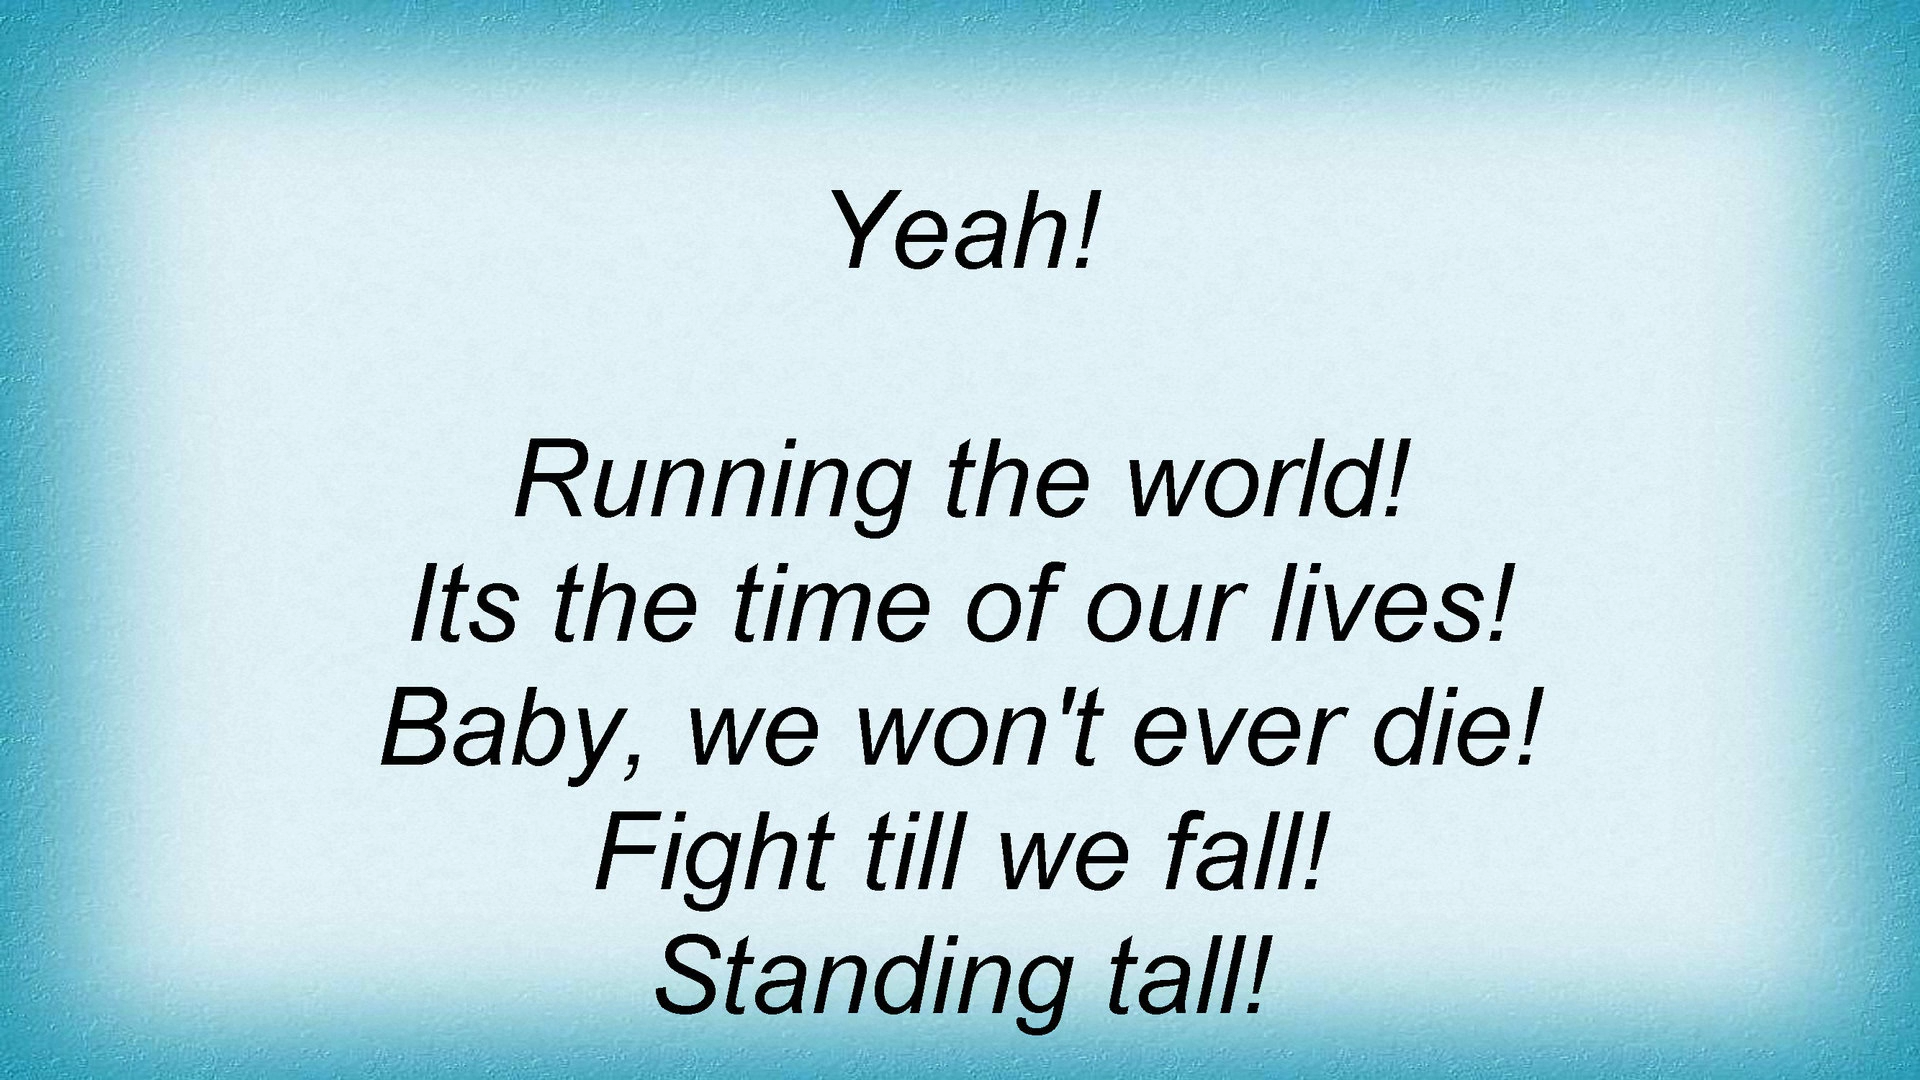 Yeah!
Running the world!
Its the time of our lives!
Baby, we won't ever die!
Fight till we fall!
Standing tall!